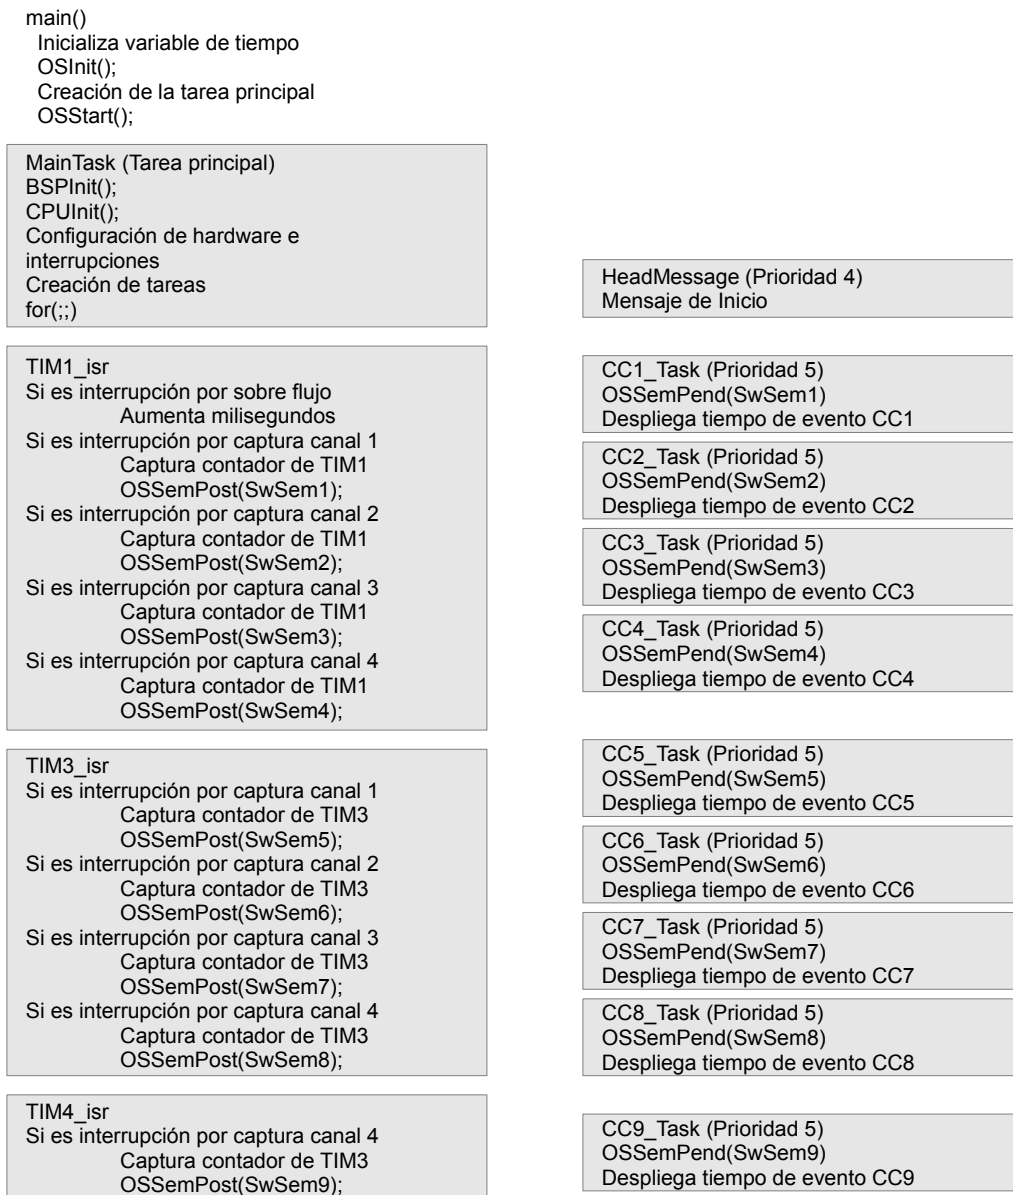 main()
Inicializa variable de tiempo
OSInit();
Creación de la tarea principal
OSStart();
MainTask (Tarea principal)
BSPInit();
CPUInit();
Configuración de hardware e
interrupciones
Creación de tareas
for(;;)
TIM1_isr
Si es interrupción por sobre flujo
Aumenta milisegundos
Si es interrupción por captura canal 1
Captura contador de TIM1
OSSemPost(SwSem1);
Si es interrupción por captura canal 2
Captura contador de TIM1
OSSemPost(SwSem2);
Si es interrupción por captura canal 3
Captura contador de TIM1
OSSemPost(SwSem3);
Si es interrupción por captura canal 4
Captura contador de TIM1
OSSemPost(SwSem4);
TIM3_isr
Si es interrupción por captura canal 1
Captura contador de TIM3
OSSemPost(SwSem5);
Si es interrupción por captura canal 2
Captura contador de TIM3
OSSemPost(SwSem6);
Si es interrupción por captura canal 3
Captura contador de TIM3
OSSemPost(SwSem7);
Si es interrupción por captura canal 4
Captura contador de TIM3
OSSemPost(SwSem8);
TIM4_isr
Si es interrupción por captura canal 4
Captura contador de TIM3
OSSemPost(SwSem9);
HeadMessage (Prioridad 4)
Mensaje de Inicio
CC1_Task (Prioridad 5)
OSSemPend(SwSem1)
Despliega tiempo de evento CC1
CC2_Task (Prioridad 5)
OSSemPend(SwSem2)
Despliega tiempo de evento CC2
CC3_Task (Prioridad 5)
OSSemPend(SwSem3)
Despliega tiempo de evento CC3
CC4_Task (Prioridad 5)
OSSemPend(SwSem4)
Despliega tiempo de evento CC4
CC5_Task (Prioridad 5)
OSSemPend(SwSem5)
Despliega tiempo de evento CC5
CC6_Task (Prioridad 5)
OSSemPend(SwSem6)
Despliega tiempo de evento CC6
CC7_Task (Prioridad 5)
OSSemPend(SwSem7)
Despliega tiempo de evento CC7
CC8_Task (Prioridad 5)
OSSemPend(SwSem8)
Despliega tiempo de evento CC8
CC9_Task (Prioridad 5)
OSSemPend(SwSem9)
Despliega tiempo de evento CC9